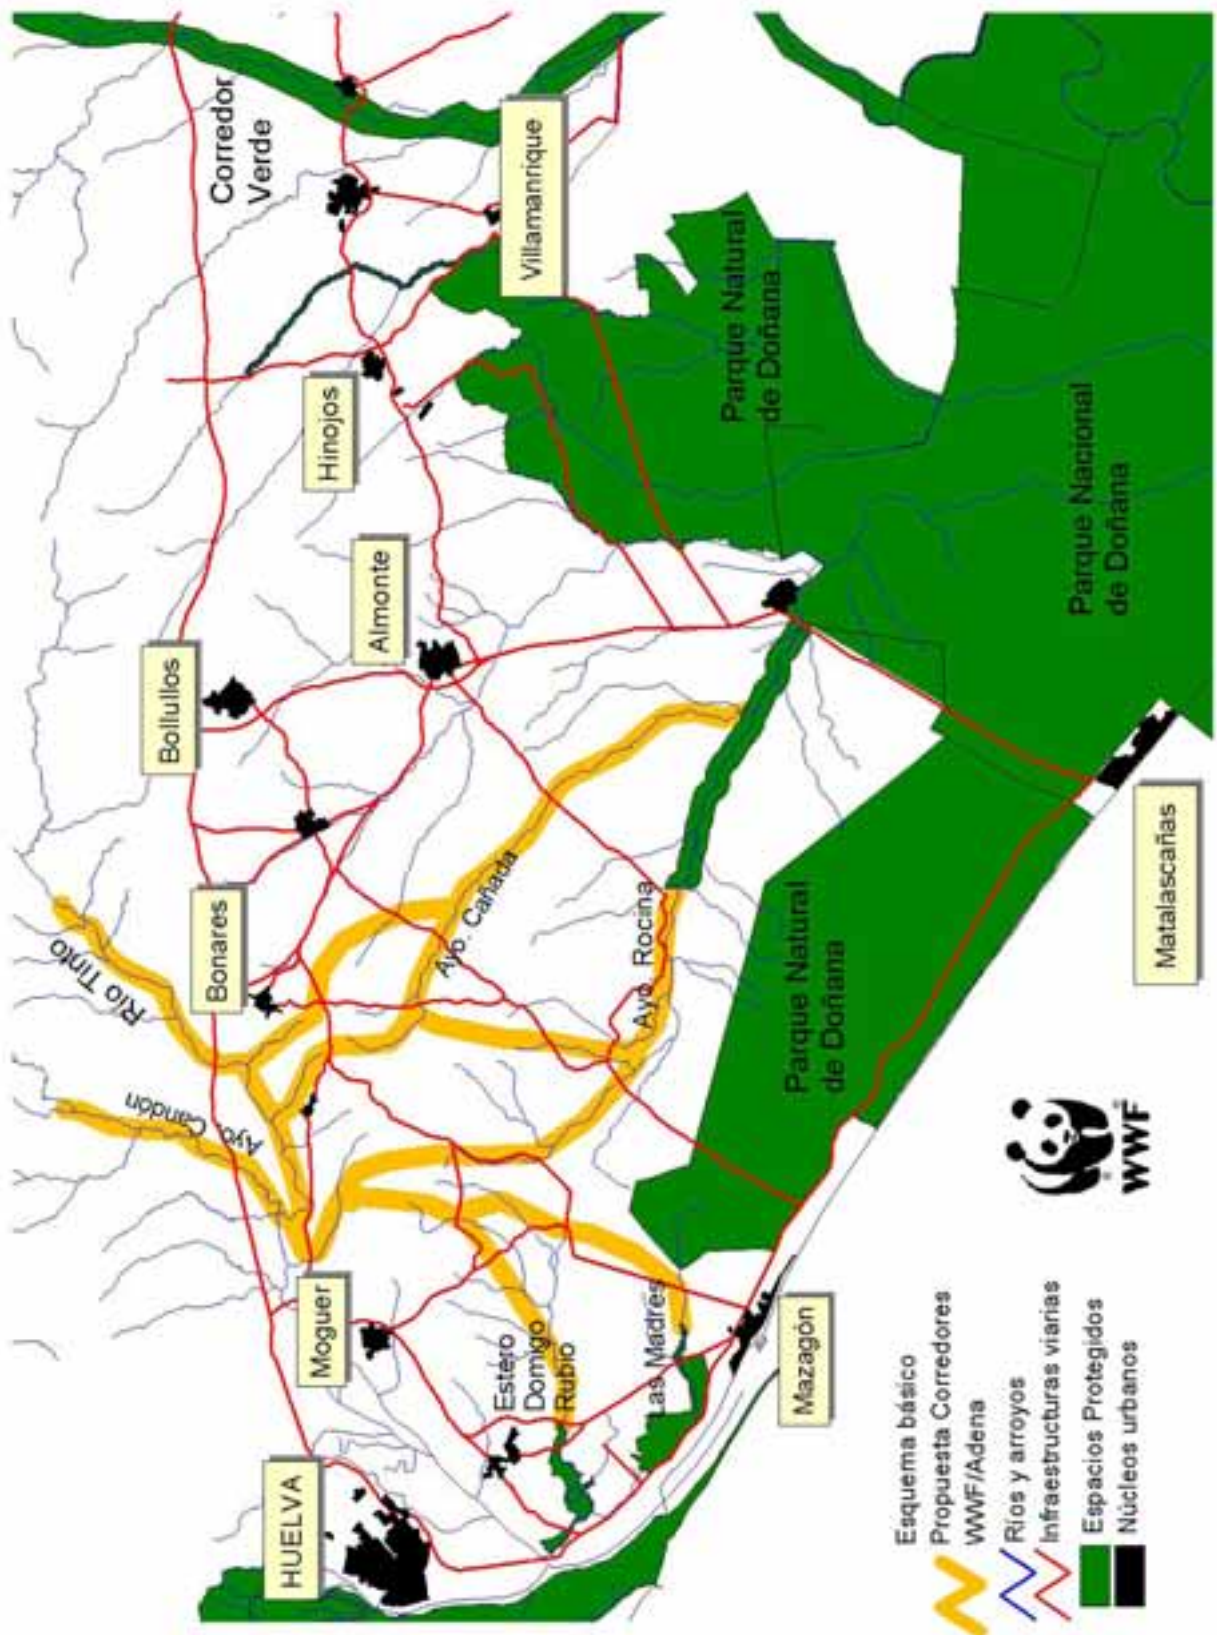 Corredor
Verde
Villamanrique
Hinojos
Almonte
Bollullos
Bonares
Río Tinto
Ayo. Candón
Ayo. Cañada
Ayo. Rocina
Parque Natural
de Doñana
Parque Nacional
de Doñana
Parque Natural
de Doñana
Matalascañas
Moguer
HUELVA
Estero
Domigo
Rubio
Las Madres
Mazagón
WWF
Esquema básico
Propuesta Corredores
WWF/Adena
Ríos y arroyos
Infraestructuras viarias
Espacios Protegidos
Núcleos urbanos